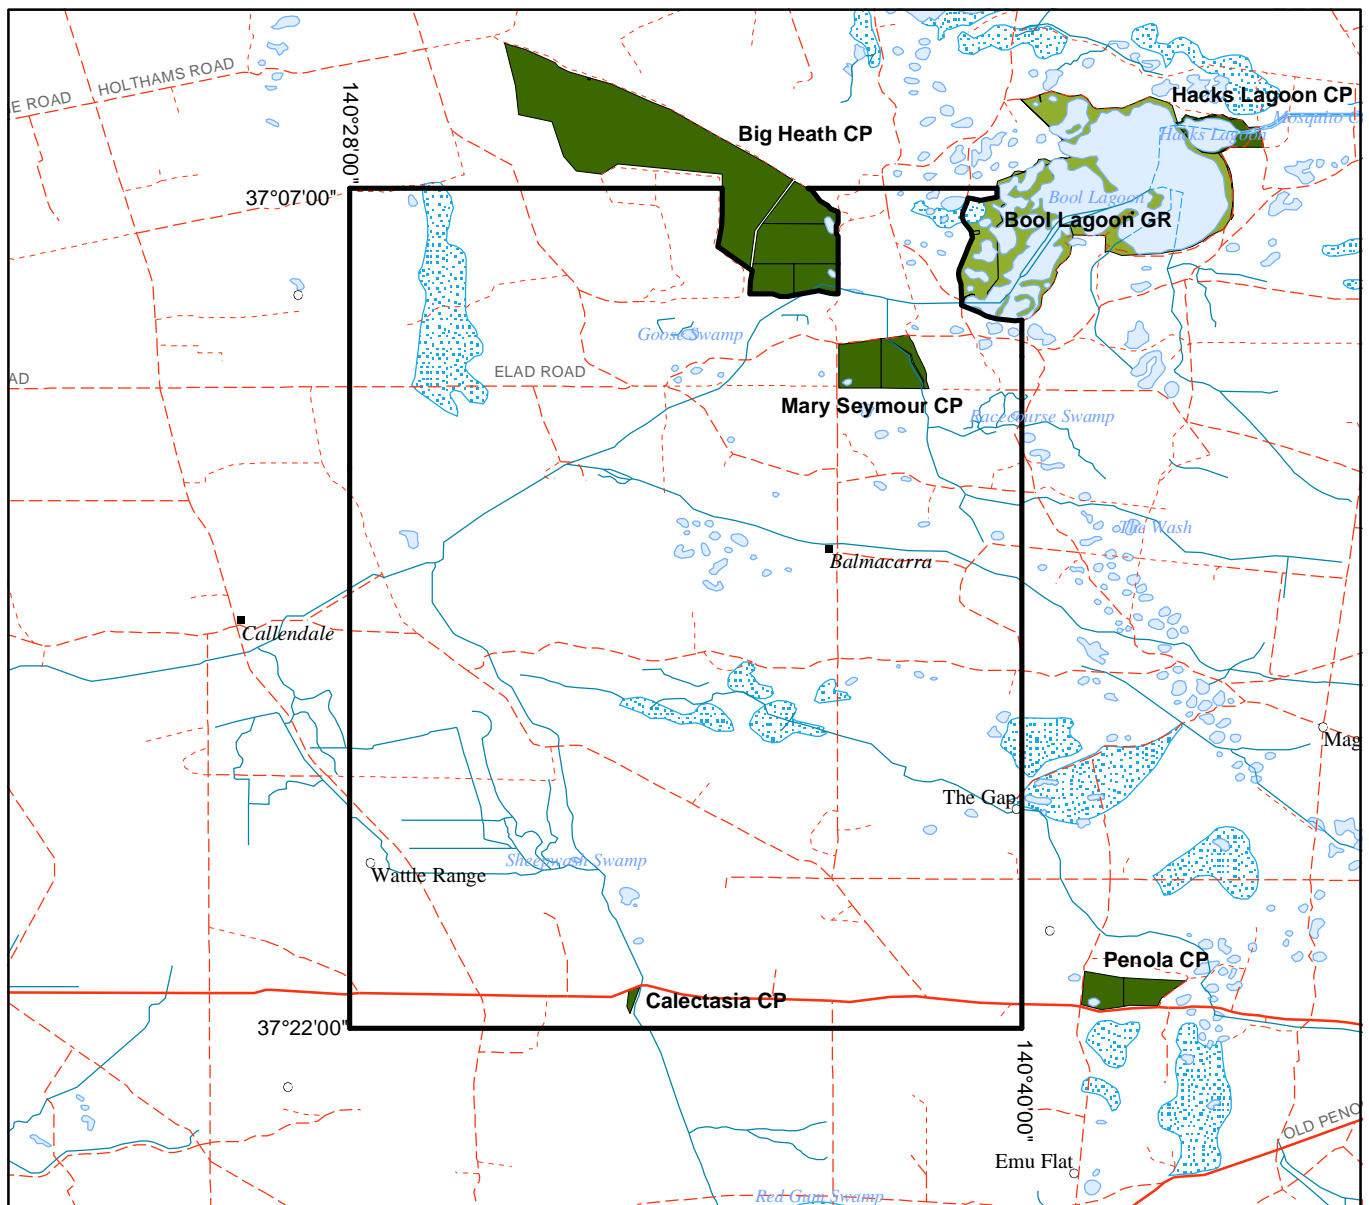 HOLTHAMS ROAD
E ROAD
Hacks Lagoon CP
Mosquito C
Hacks Lagoon
Big Heath CP
140°28'00"
37°07'00"
Bool Lagoon
Bool Lagoon GR
Goose Swamp
ELAD ROAD
AD
Mary Seymour CP
Racecourse Swamp
The Wash
Balmacarra
Callendale
Mag
The Gap
Sheepwash Swamp
Wattle Range
Penola CP
Calectasia CP
37°22'00"
140°40'00"
OLD PENO
Emu Flat
Red Gum Swamp